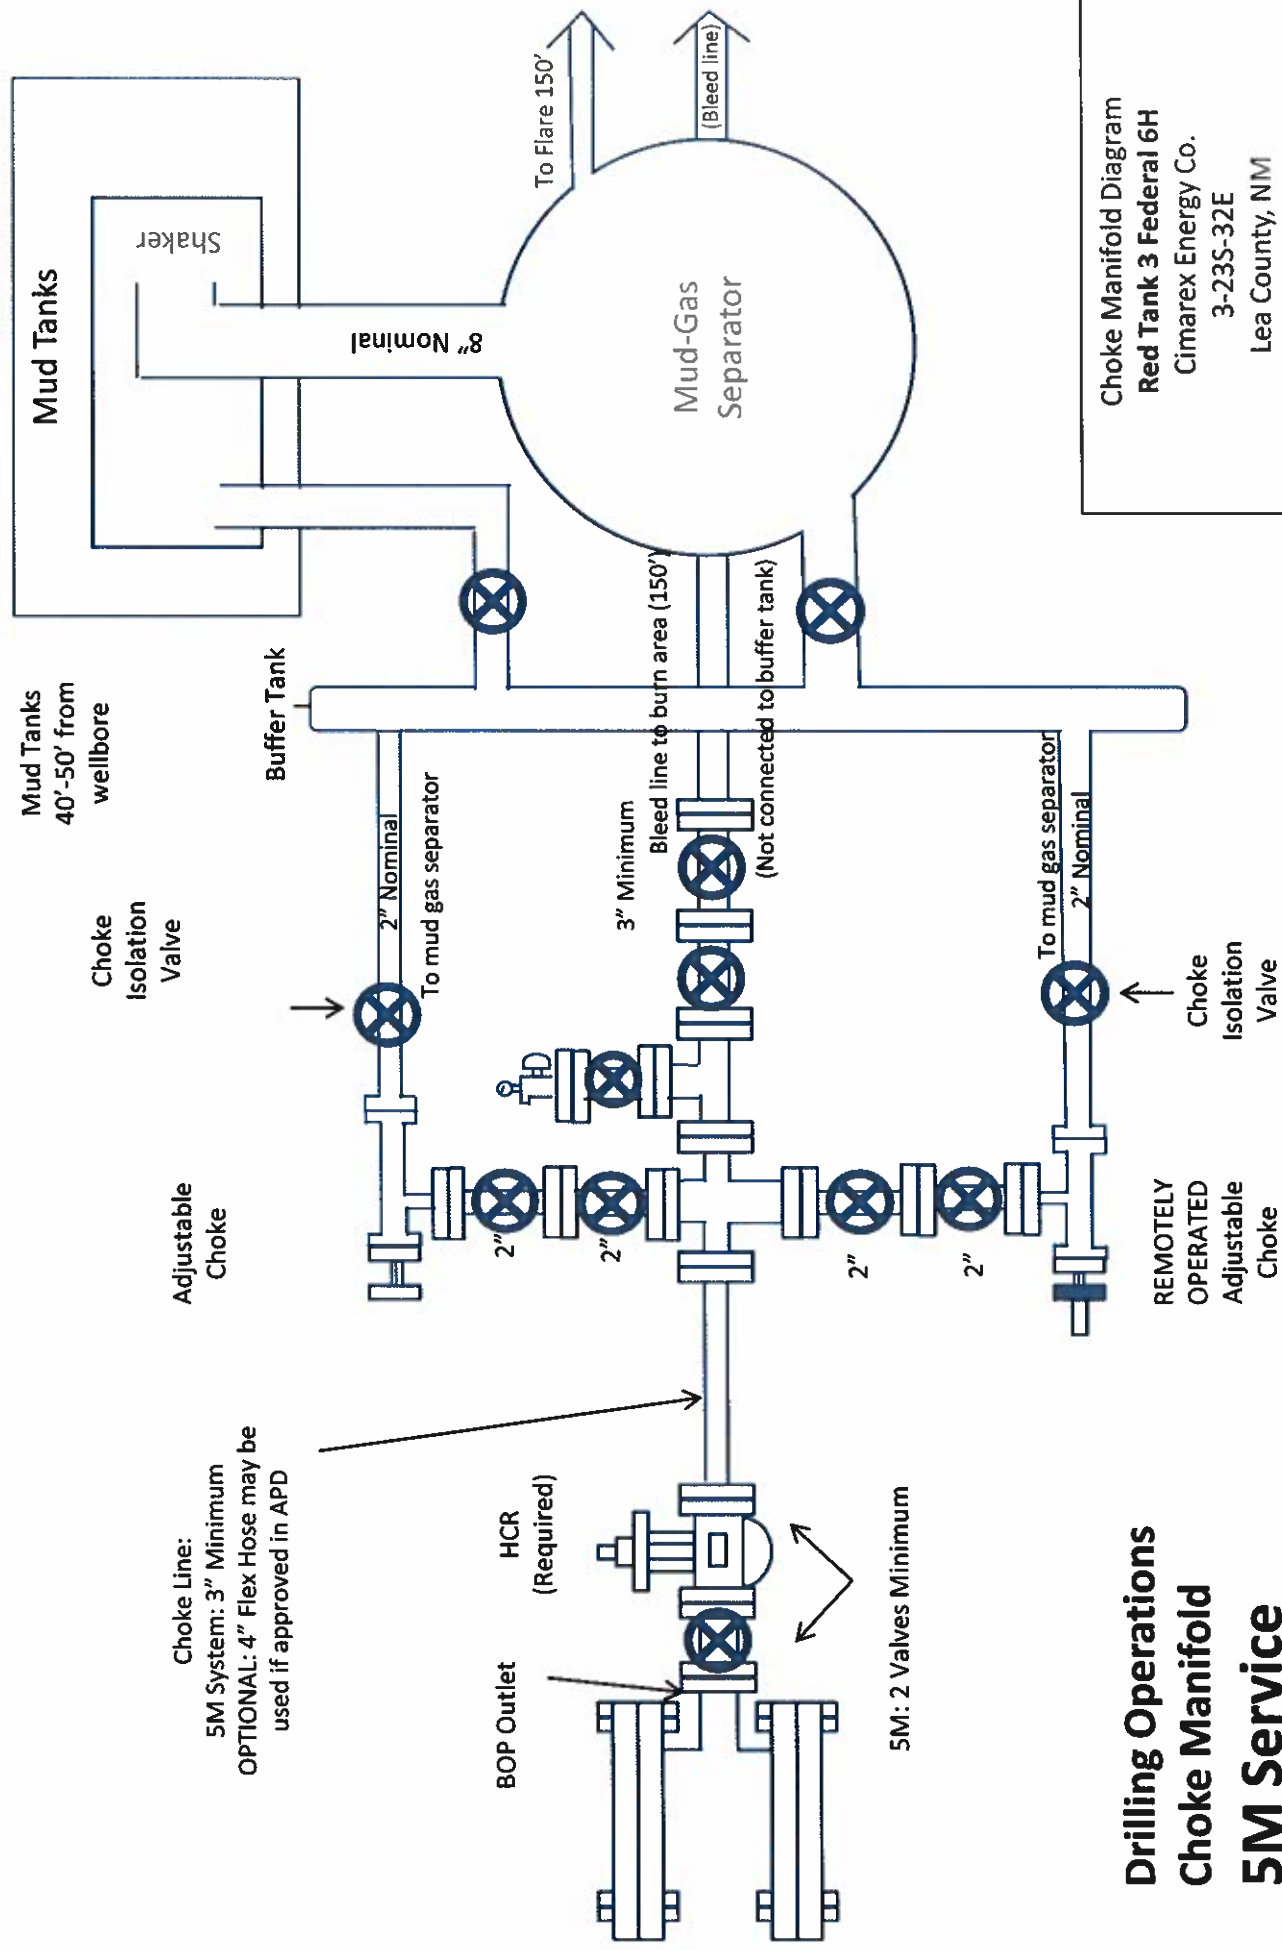 Mud Tanks
40'-50' from
wellbore
Mud Tanks
Shaker
8" Nominal
Buffer Tank
Choke
Isolation
Valve
2" Nominal
To mud gas separator
Adjustable
Choke
Choke Line:
5M System: 3" Minimum
OPTIONAL: 4" Flex Hose may be
used if approved in APD
To Flare 150'
(Bleed line)
Mud-Gas
Separator
3" Minimum
Bleed line to burn area (150')
(Not connected to buffer tank)
HCR
(Required)
BOP Outlet
2"
2"
2"
2"
5M: 2 Valves Minimum
To mud gas separator
2" Nominal
Choke
Isolation
Valve
REMOTELY
OPERATED
Adjustable
Choke
Drilling Operations
Choke Manifold
5M Service
Choke Manifold Diagram
Red Tank 3 Federal 6H
Cimarex Energy Co.
3-23S-32E
Lea County, NM